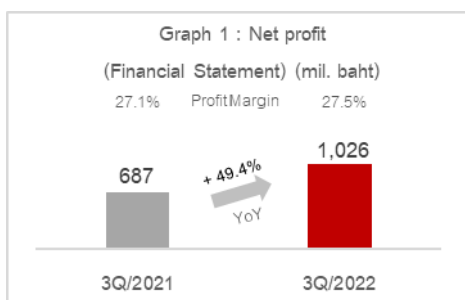 Graph 1 : Net profit
(Financial Statement) (mil. baht)
27.1% ProfitMargin 27.5%
1,026
687
+ 49.4%
YoY
3Q/2021 3Q/2022